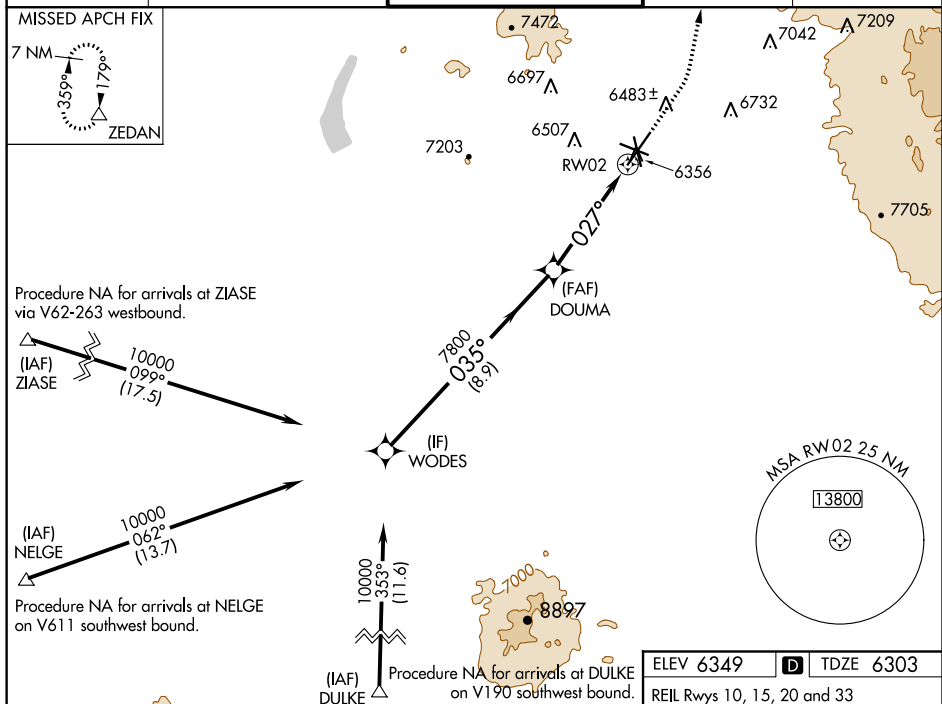 MISSED APCH FIX
7 NM
359°
179°
ZEDAN
7472
7042
7209
6697
6483±
6732
6507
7203
RW02
6356
7705
027°
(FAF)
DOUMA
Procedure NA for arrivals at ZIASE
via V62-263 westbound.
(IAF)
ZIASE
10000
099°
(17.5)
7800
035°
(8.9)
(IF)
WODES
MSA RW02 25 NM
13800
(IAF)
NELGE
10000
062°
(13.7)
Procedure NA for arrivals at NELGE
on V611 southwest bound.
10000
353°
(11.6)
7000
8897
(IAF)
DULKE
Procedure NA for arrivals at DULKE
on V190 southwest bound.
ELEV 6349
D
TDZE 6303
REIL Rwys 10, 15, 20 and 33